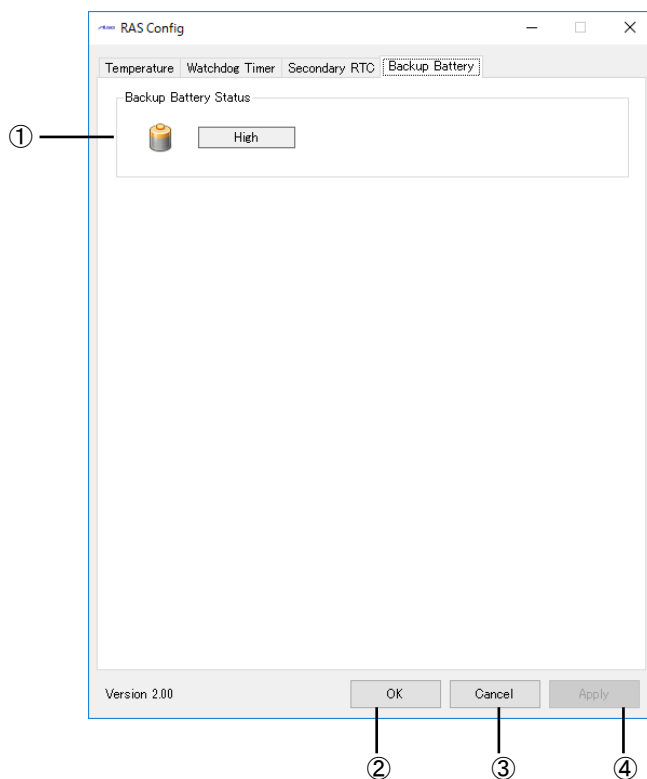 RAS Config
Temperature Watchdog Timer Secondary RTC Backup Battery
Backup Battery Status
① High
Version 2.00 OK Cancel Apply
② ③ ④